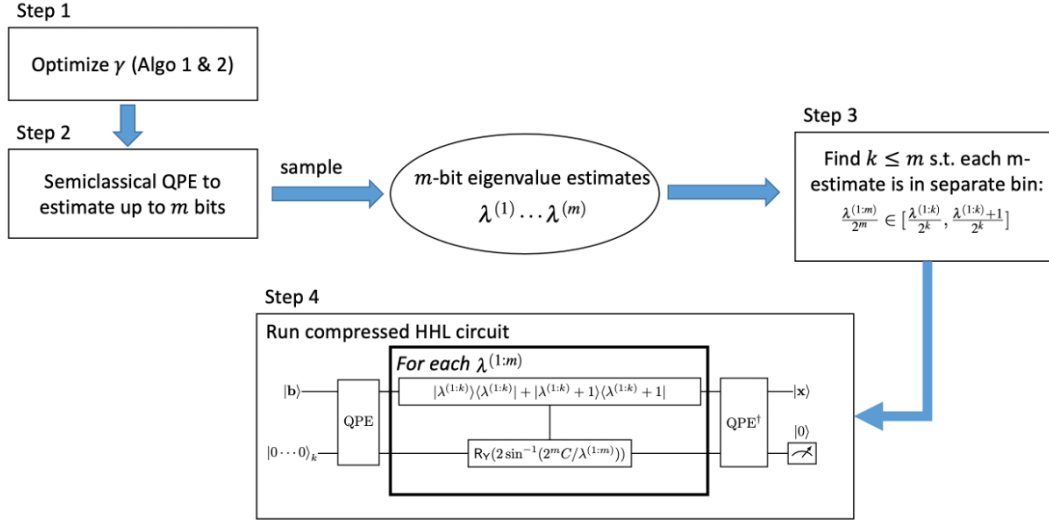 Step 1
Optimize γ (Algo 1 & 2)
Step 2
Semiclassical QPE to
estimate up to m bits
sample
m-bit eigenvalue estimates
λ^(1) … λ^(m)
Step 3
Find k ≤ m s.t. each m-
estimate is in separate bin:
λ^(1:m)/2^m ∈ [λ^(1:k)/2^k, λ^(1:k)+1/2^k]
Step 4
Run compressed HHL circuit
For each λ^(1:m)
|b⟩
QPE
|λ^(1:k)⟩⟨λ^(1:k)| + |λ^(1:k) + 1⟩⟨λ^(1:k) + 1|
QPE†
|x⟩
|0⟩
|0 ··· 0⟩_k
R_Y(2 sin^−1(2^m C/λ^(1:m)))